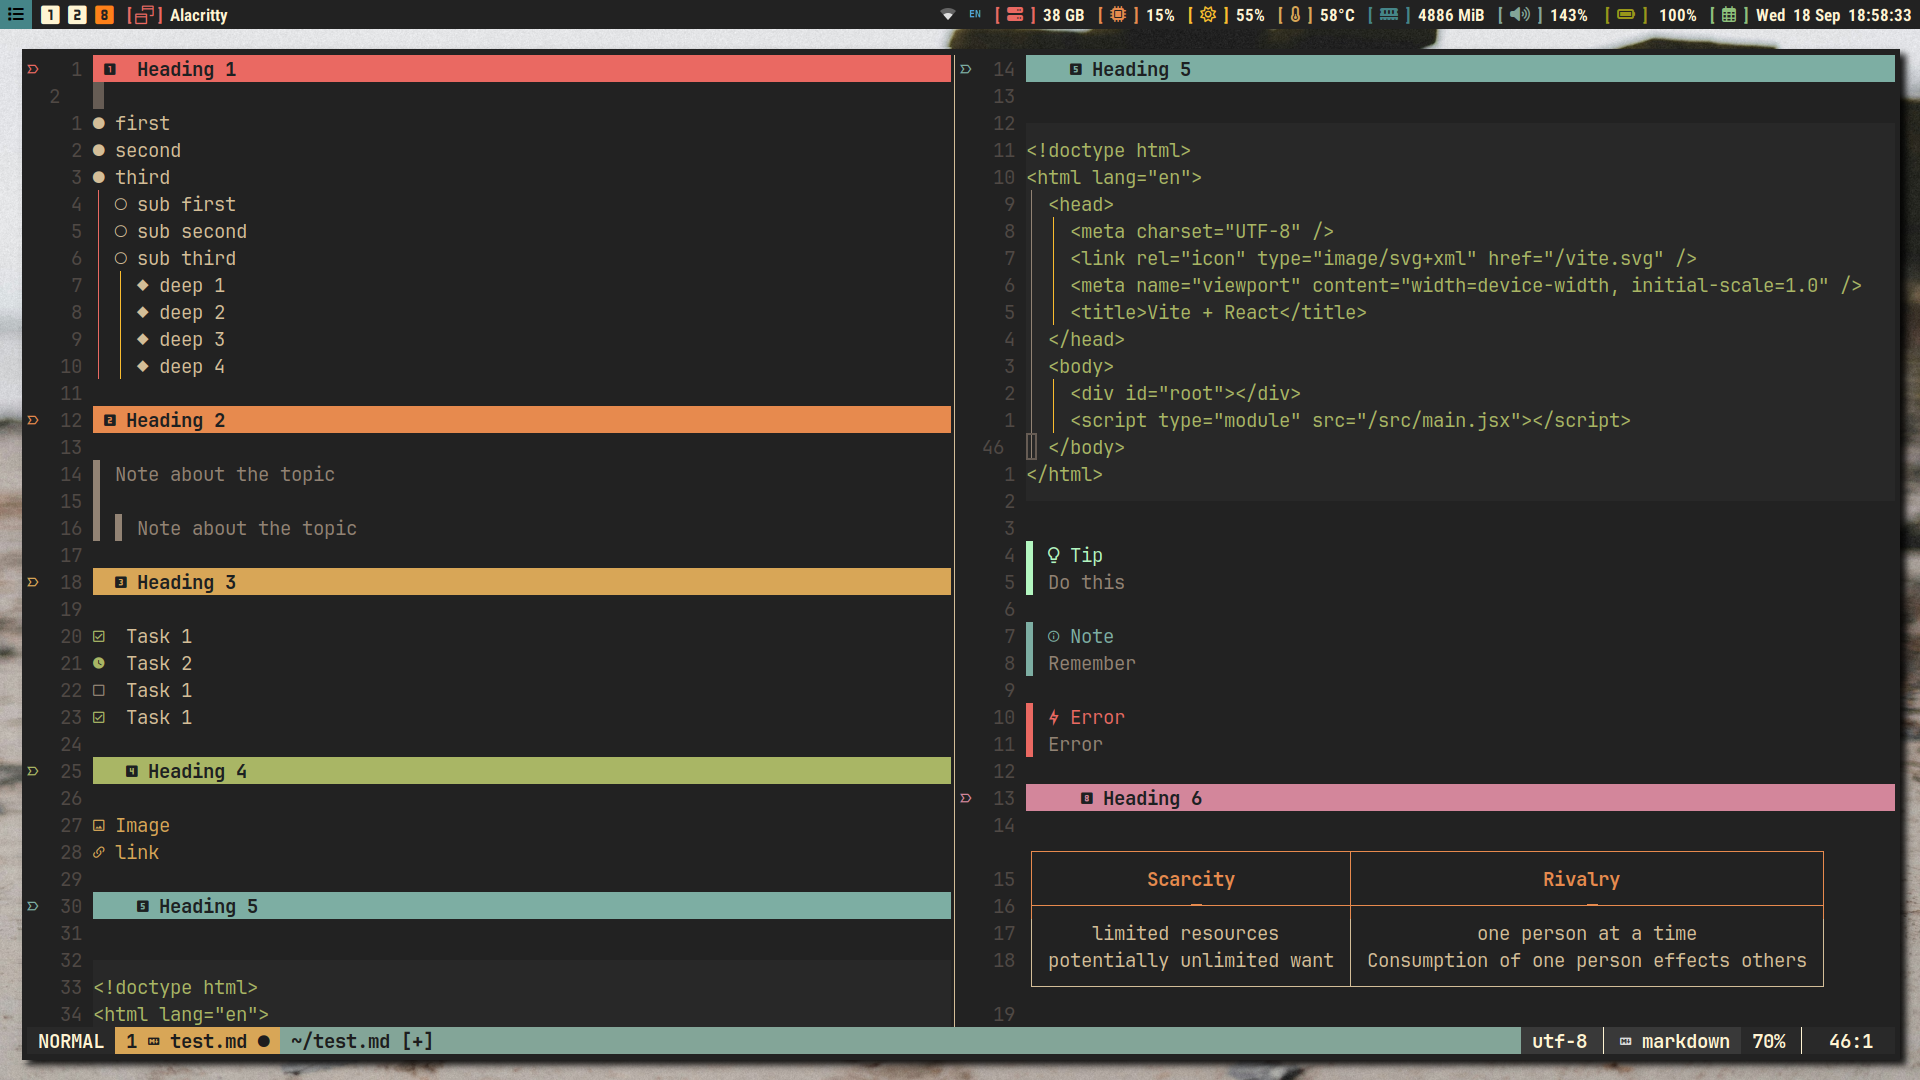 1 2 8 [ ] Alacritty
EN [ ] 38 GB [ ] 15% [ ] 55% [ ] 58°C [ ] 4886 MiB [ ] 143% [ ] 100% [ ] Wed 18 Sep 18:58:33
1 1 Heading 1
2
1 first
2 second
3 third
4 sub first
5 sub second
6 sub third
7 deep 1
8 deep 2
9 deep 3
10 deep 4
11
12 2 Heading 2
13
14 Note about the topic
15
16 Note about the topic
17
18 3 Heading 3
19
20 Task 1
21 Task 2
22 Task 1
23 Task 1
24
25 4 Heading 4
26
27 Image
28 link
29
30 5 Heading 5
31
32
33 <!doctype html>
34 <html lang="en">
14 5 Heading 5
13
12
11 <!doctype html>
10 <html lang="en">
9 <head>
8 <meta charset="UTF-8" />
7 <link rel="icon" type="image/svg+xml" href="/vite.svg" />
6 <meta name="viewport" content="width=device-width, initial-scale=1.0" />
5 <title>Vite + React</title>
4 </head>
3 <body>
2 <div id="root"></div>
1 <script type="module" src="/src/main.jsx"></script>
46 </body>
1 </html>
2
3
4 Tip
5 Do this
6
7 Note
8 Remember
9
10 Error
11 Error
12
13 Heading 6
14
15 Scarcity Rivalry
16
17 limited resources one person at a time
18 potentially unlimited want Consumption of one person effects others
19
NORMAL 1 test.md ● ~/test.md [+] utf-8 markdown 70% 46:1